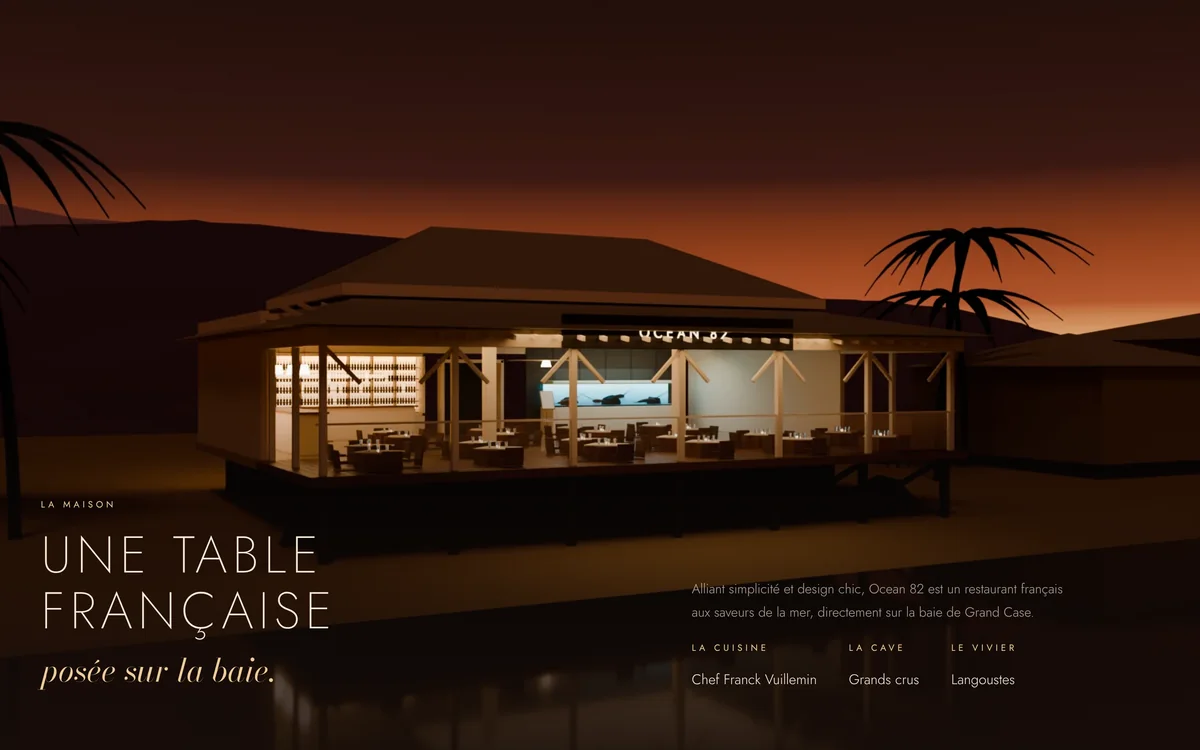 OCEAN 82
LA MAISON
UNE TABLE
FRANÇAISE
posée sur la baie.
Alliant simplicité et design chic, Ocean 82 est un restaurant français
aux saveurs de la mer, directement sur la baie de Grand Case.
LA CUISINE
Chef Franck Vuillemin
LA CAVE
Grands crus
LE VIVIER
Langoustes